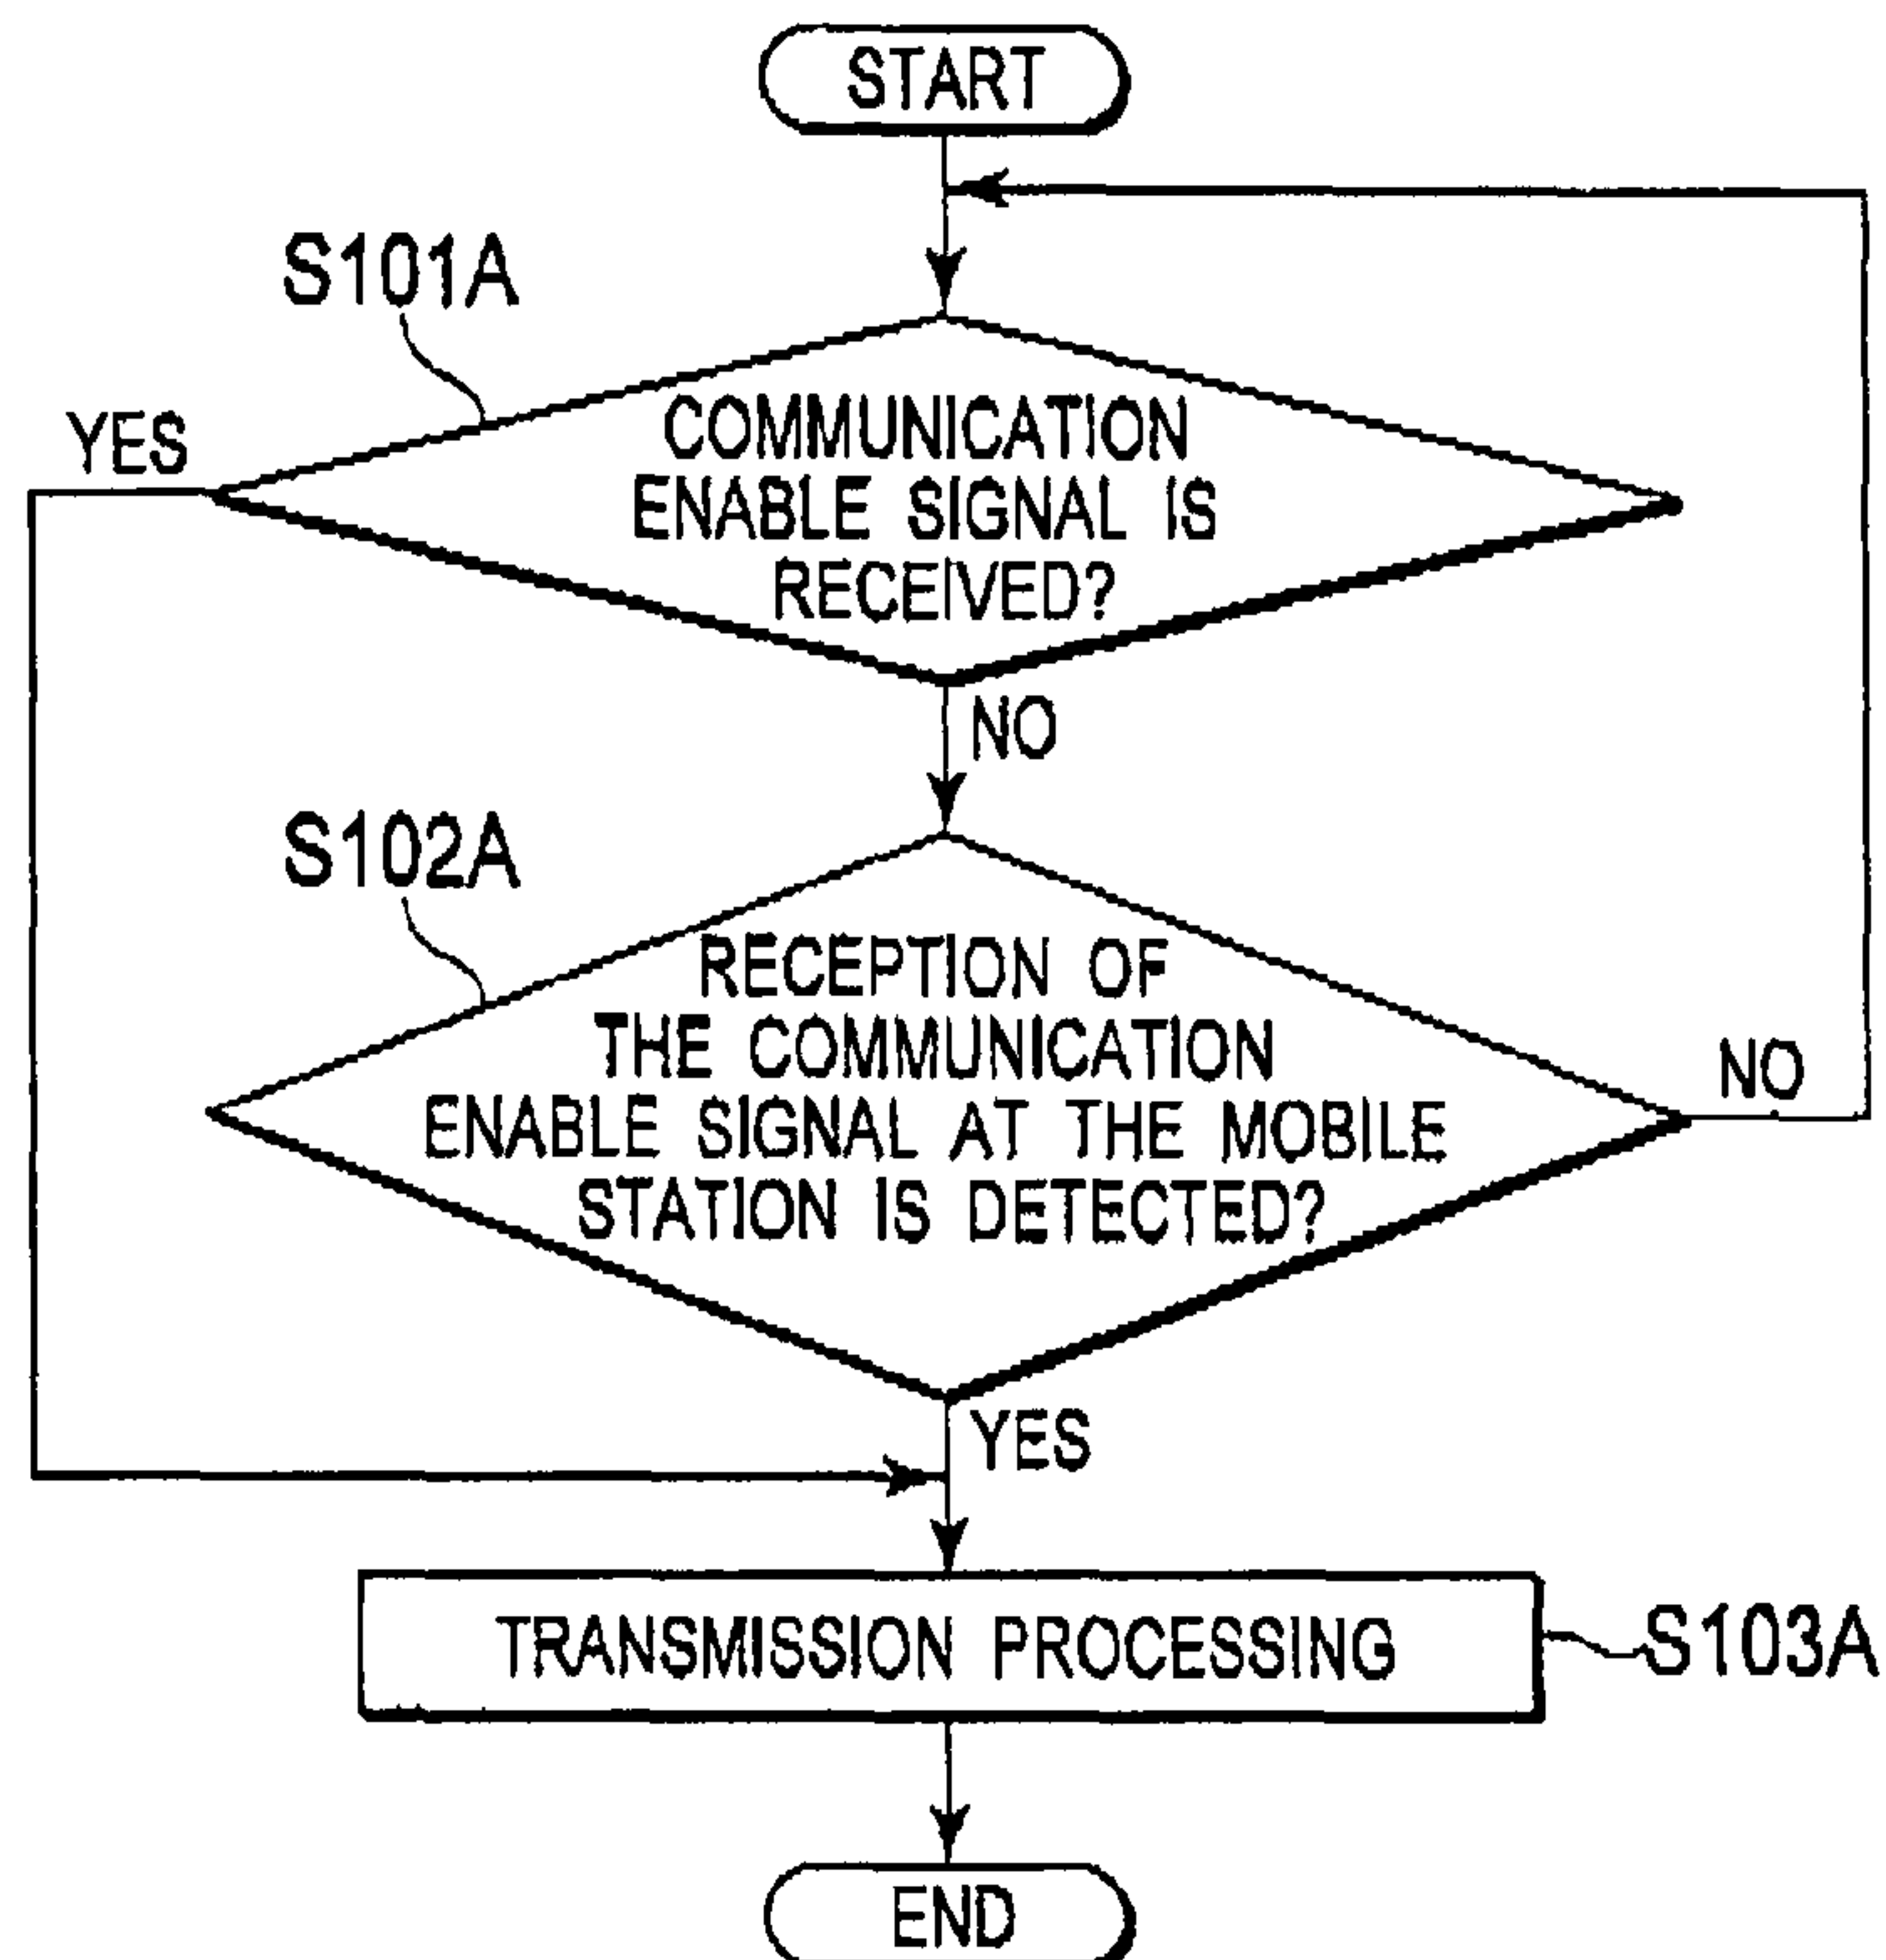 START
S101A
YES
COMMUNICATION
ENABLE SIGNAL IS
RECEIVED?
NO
S102A
RECEPTION OF
THE COMMUNICATION
ENABLE SIGNAL AT THE MOBILE
STATION IS DETECTED?
NO
YES
TRANSMISSION PROCESSING
S103A
END